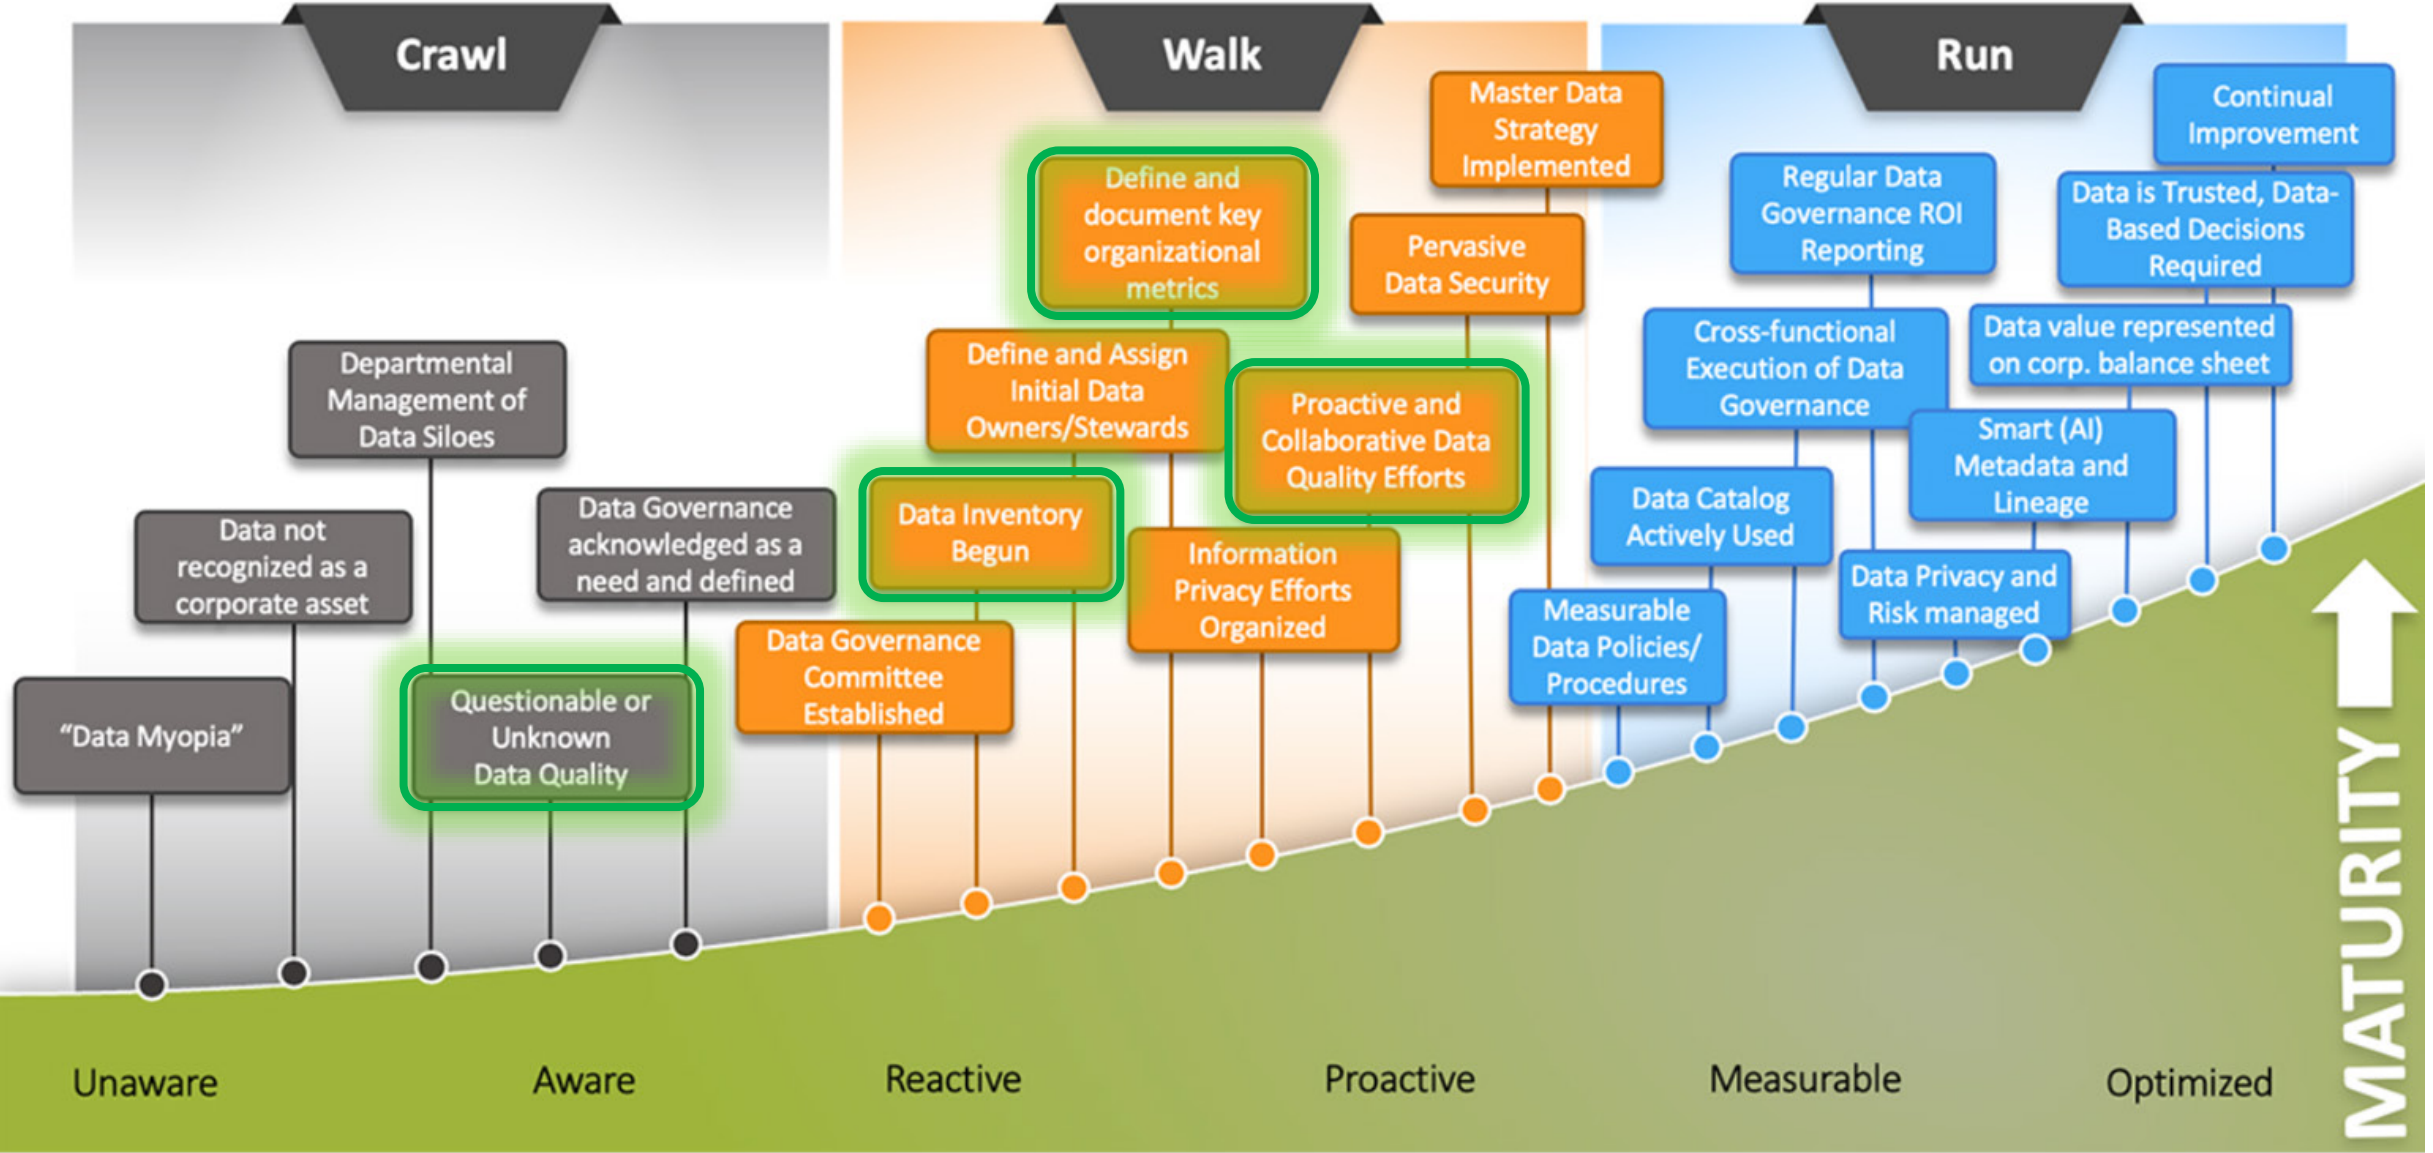 Crawl
Walk
Run
"Data Myopia"
Data not
recognized as a
corporate asset
Departmental
Management of
Data Siloes
Questionable or
Unknown
Data Quality
Data Governance
acknowledged as a
need and defined
Data Governance
Committee
Established
Data Inventory
Begun
Define and Assign
Initial Data
Owners/Stewards
Define and
document key
organizational
metrics
Information
Privacy Efforts
Organized
Proactive and
Collaborative Data
Quality Efforts
Pervasive
Data Security
Master Data
Strategy
Implemented
Measurable
Data Policies/
Procedures
Data Catalog
Actively Used
Cross-functional
Execution of Data
Governance
Regular Data
Governance ROI
Reporting
Data Privacy and
Risk managed
Smart (AI)
Metadata and
Lineage
Data value represented
on corp. balance sheet
Data is Trusted, Data-
Based Decisions
Required
Continual
Improvement
MATURITY
Unaware
Aware
Reactive
Proactive
Measurable
Optimized